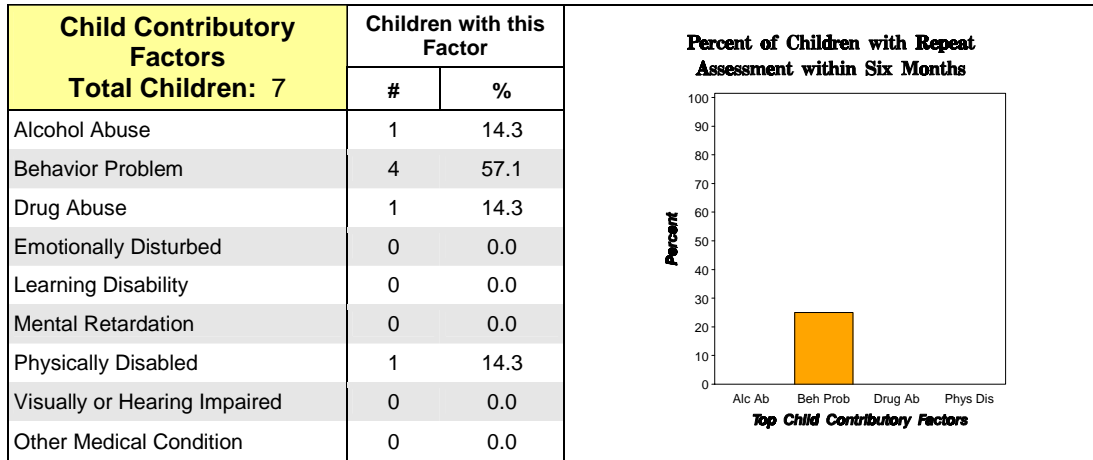 Child Contributory
Factors
Total Children: 7
Children with this
Factor
# %
Alcohol Abuse 1 14.3
Behavior Problem 4 57.1
Drug Abuse 1 14.3
Emotionally Disturbed 0 0.0
Learning Disability 0 0.0
Mental Retardation 0 0.0
Physically Disabled 1 14.3
Visually or Hearing Impaired 0 0.0
Other Medical Condition 0 0.0
Percent of Children with Repeat
Assessment within Six Months
Percent
100
90
80
70
60
50
40
30
20
10
0
Alc Ab Beh Prob Drug Ab Phys Dis
Top Child Contributory Factors